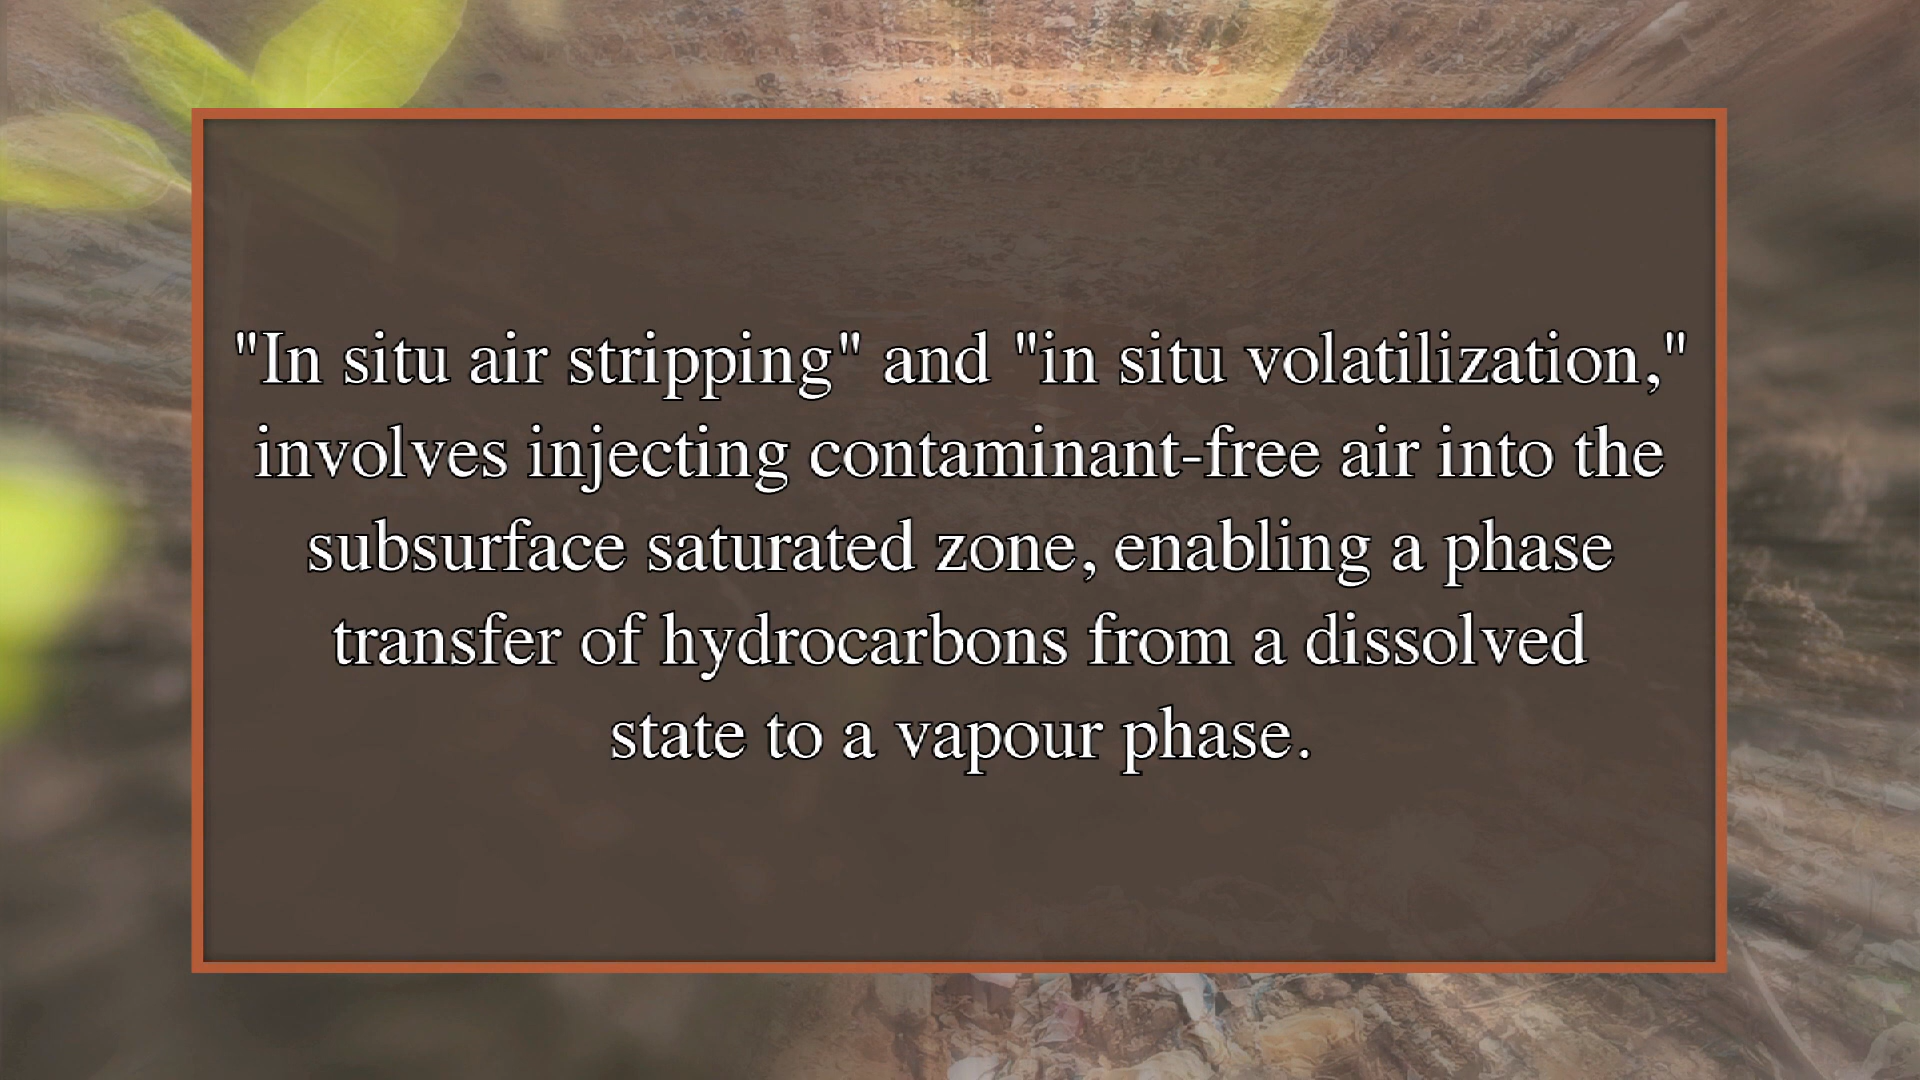 "In situ air stripping" and "in situ volatilization,"
involves injecting contaminant-free air into the
subsurface saturated zone, enabling a phase
transfer of hydrocarbons from a dissolved
state to a vapour phase.